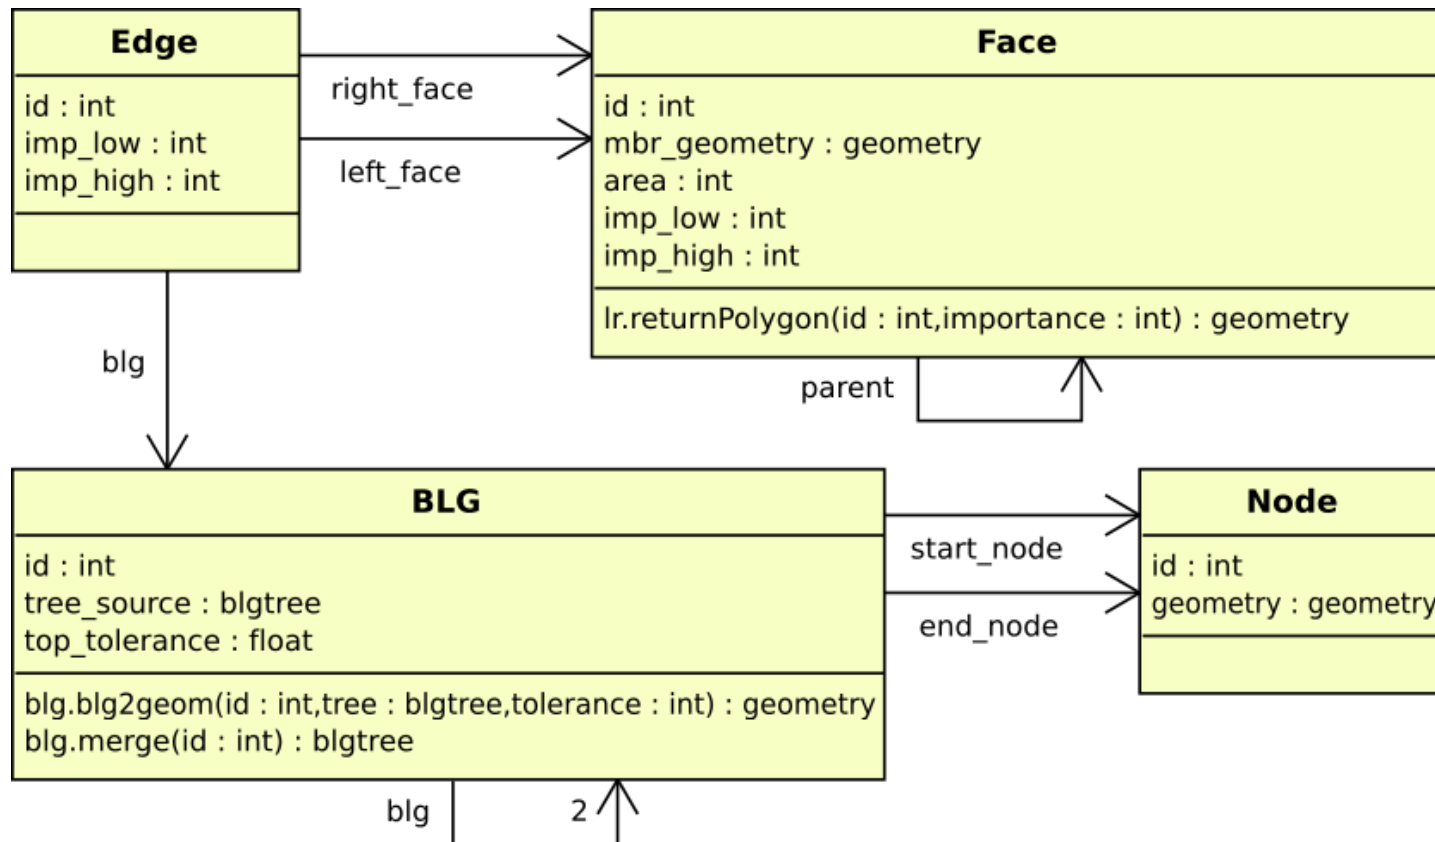 Edge
id : int
imp_low : int
imp_high : int
right_face
left_face
Face
id : int
mbr_geometry : geometry
area : int
imp_low : int
imp_high : int
lr.returnPolygon(id : int,importance : int) : geometry
parent
blg
BLG
id : int
tree_source : blgtree
top_tolerance : float
blg.blg2geom(id : int,tree : blgtree,tolerance : int) : geometry
blg.merge(id : int) : blgtree
start_node
end_node
Node
id : int
geometry : geometry
blg
2